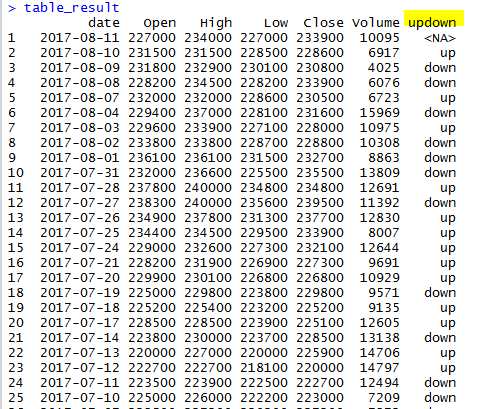 > table_result
date Open High Low Close Volume updown
1 2017-08-11 227000 234000 227000 233900 10095 <NA>
2 2017-08-10 231500 231500 228500 228600 6917 up
3 2017-08-09 231800 232900 230100 230800 4025 down
4 2017-08-08 228200 234500 228200 233900 6076 down
5 2017-08-07 232000 232000 228600 230500 6723 up
6 2017-08-04 229400 237000 228100 231600 15969 down
7 2017-08-03 229600 233900 227100 228000 10975 up
8 2017-08-02 233800 233800 228700 228800 10308 down
9 2017-08-01 236100 236100 231500 232700 8863 down
10 2017-07-31 232000 236600 225500 235500 13809 down
11 2017-07-28 237800 240000 234800 234800 12691 up
12 2017-07-27 238300 240000 235600 239500 11392 down
13 2017-07-26 234900 237800 231300 237700 12830 up
14 2017-07-25 234400 234500 229500 233900 8007 up
15 2017-07-24 229000 232600 227300 232100 12644 up
16 2017-07-21 228200 231900 226900 227300 9691 up
17 2017-07-20 229900 230100 226800 226800 10929 up
18 2017-07-19 225000 229800 223800 229800 9571 down
19 2017-07-18 225200 225400 223200 225200 9135 up
20 2017-07-17 228500 228500 223900 225100 12605 up
21 2017-07-14 223800 230000 223700 228500 13138 down
22 2017-07-13 220000 227000 220000 225900 14706 up
23 2017-07-12 222700 222700 218100 220000 14797 up
24 2017-07-11 223500 223900 222500 222700 12494 down
25 2017-07-10 225000 226000 222200 223000 7209 down